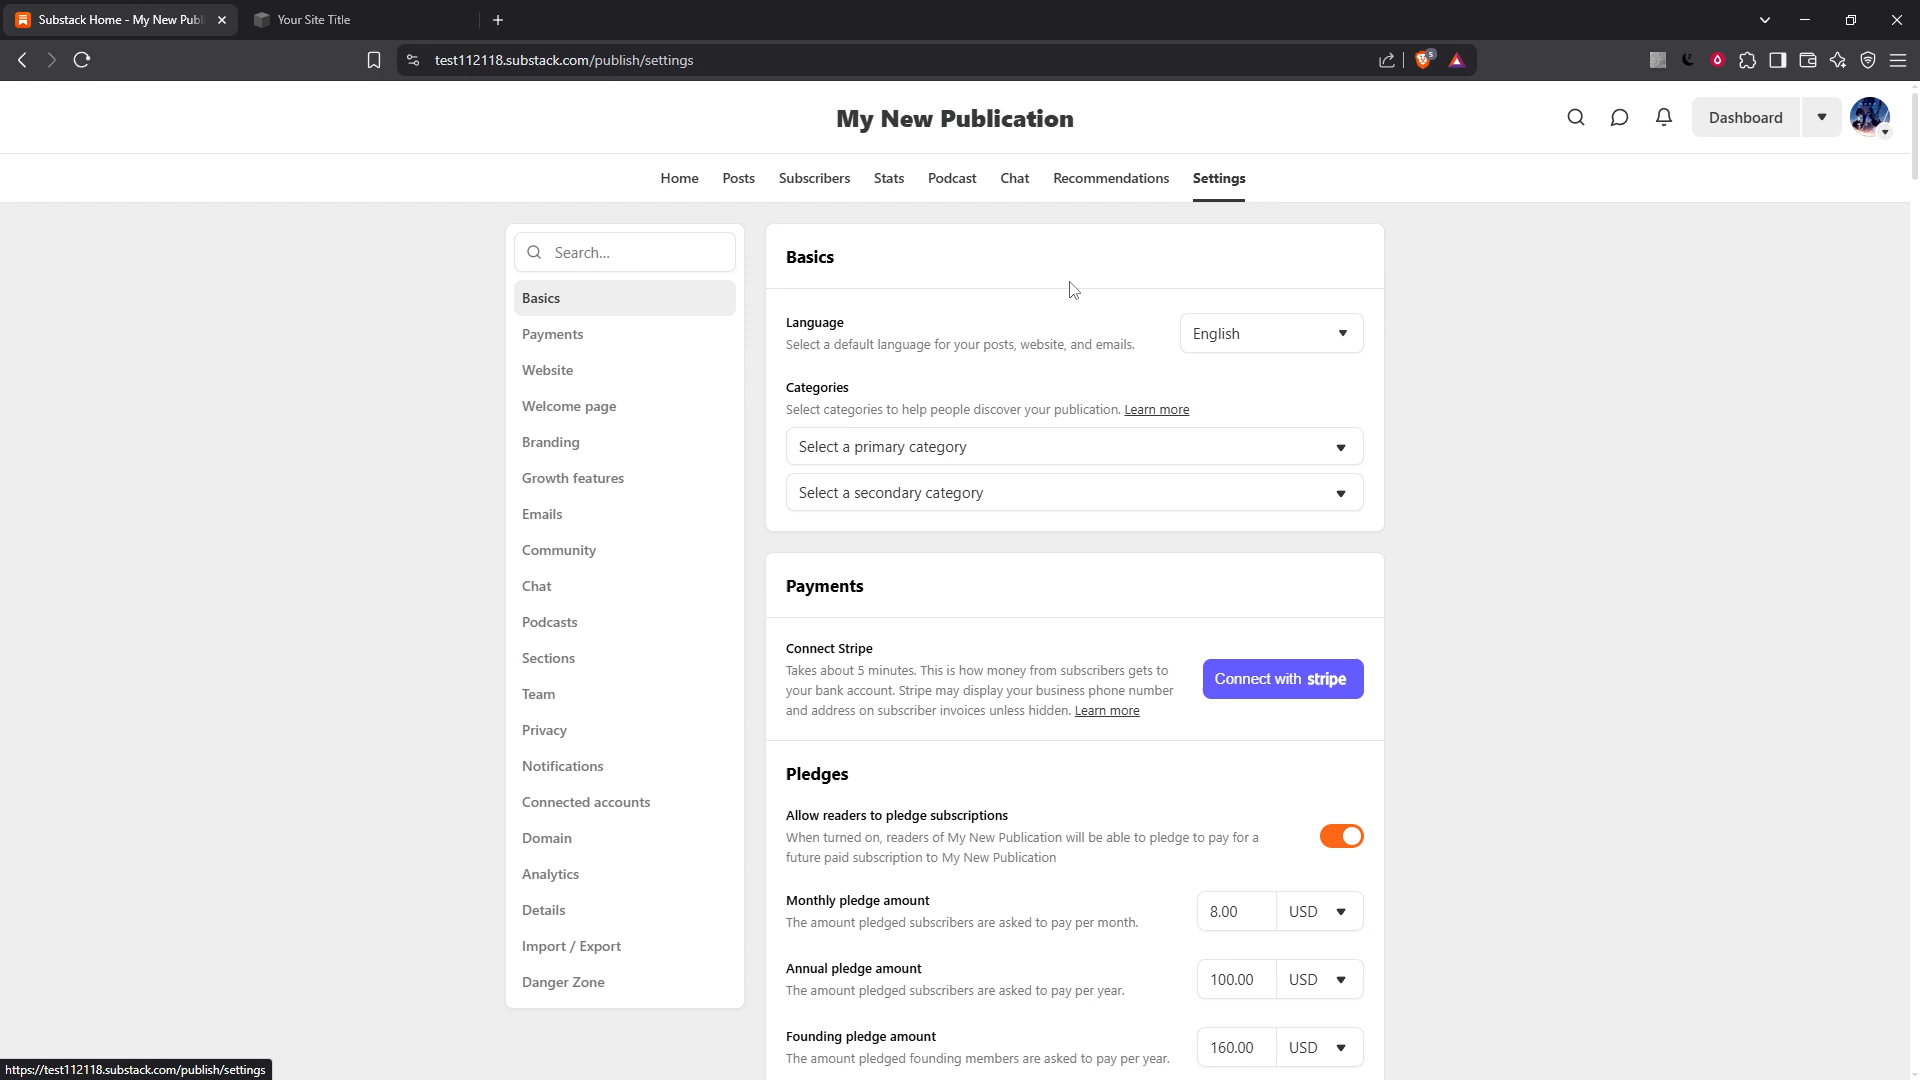 Substack Home - My New Publ
Your Site Title
test112118.substack.com/publish/settings
5
My New Publication
Dashboard
Home Posts Subscribers Stats Podcast Chat Recommendations Settings
Search...
Basics
Payments
Website
Welcome page
Branding
Growth features
Emails
Community
Chat
Podcasts
Sections
Team
Privacy
Notifications
Connected accounts
Domain
Analytics
Details
Import / Export
Danger Zone
Basics
Language
Select a default language for your posts, website, and emails.
English
Categories
Select categories to help people discover your publication. Learn more
Select a primary category
Select a secondary category
Payments
Connect Stripe
Takes about 5 minutes. This is how money from subscribers gets to
your bank account. Stripe may display your business phone number
and address on subscriber invoices unless hidden. Learn more
Connect with stripe
Pledges
Allow readers to pledge subscriptions
When turned on, readers of My New Publication will be able to pledge to pay for a
future paid subscription to My New Publication
Monthly pledge amount
The amount pledged subscribers are asked to pay per month.
8.00 USD
Annual pledge amount
The amount pledged subscribers are asked to pay per year.
100.00 USD
Founding pledge amount
The amount pledged founding members are asked to pay per year.
160.00 USD
https://test112118.substack.com/publish/settings